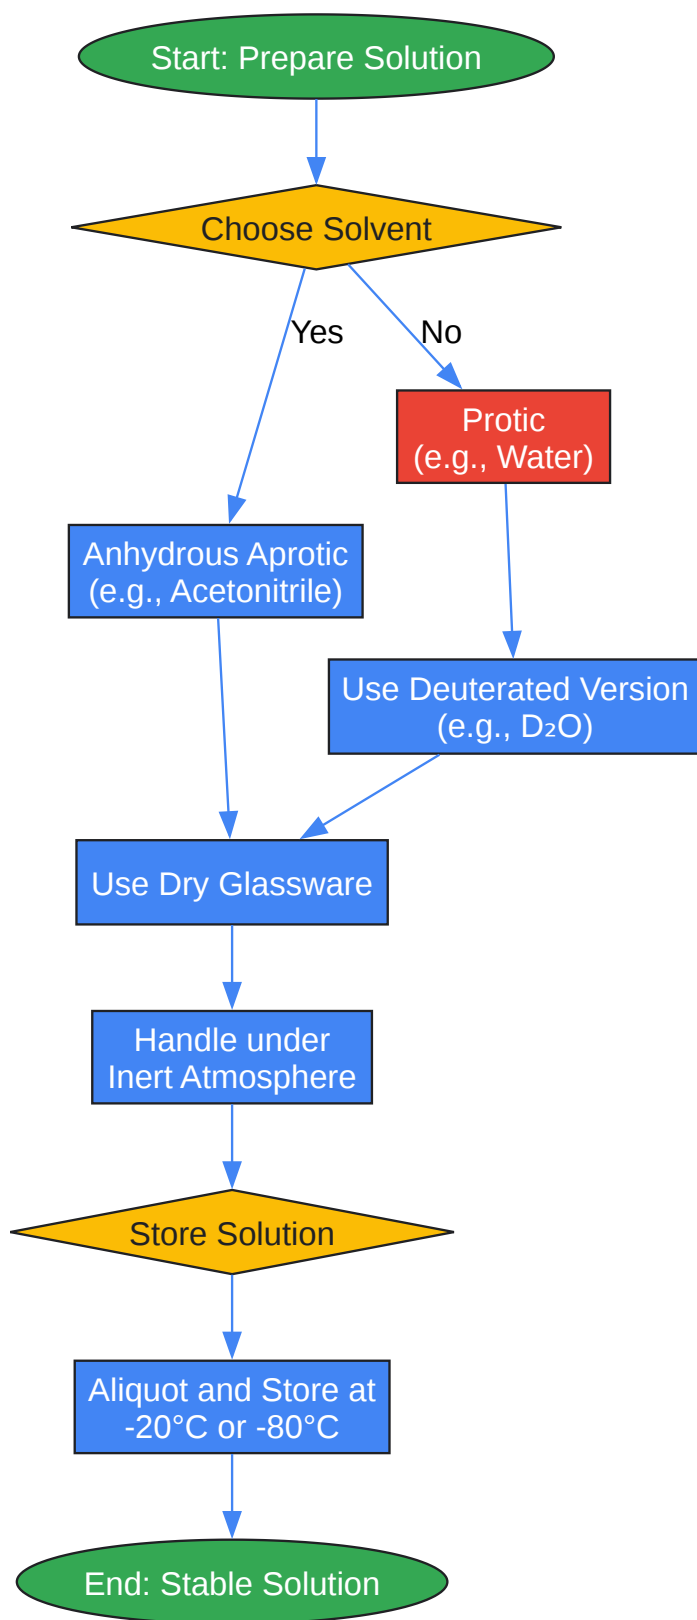 Start: Prepare Solution
Choose Solvent
Yes
No
Protic
(e.g., Water)
Anhydrous Aprotic
(e.g., Acetonitrile)
Use Deuterated Version
(e.g., D₂O)
Use Dry Glassware
Handle under
Inert Atmosphere
Store Solution
Aliquot and Store at
-20°C or -80°C
End: Stable Solution